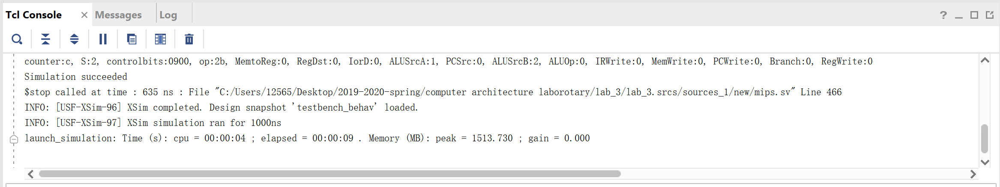 Tcl Console × Messages Log ?
counter:c, S:2, controlbits:0900, op:2b, MemtoReg:0, RegDst:0, IorD:0, ALUSrcA:1, PCSrc:0, ALUSrcB:2, ALUOp:0, IRWrite:0, MemWrite:0, PCWrite:0, Branch:0, RegWrite:0
Simulation succeeded
$stop called at time : 635 ns : File "C:/Users/12565/Desktop/2019-2020-spring/computer architecture laborotary/lab_3/lab_3.srcs/sources_1/new/mips.sv" Line 466
INFO: [USF-XSim-96] XSim completed. Design snapshot 'testbench_behav' loaded.
INFO: [USF-XSim-97] XSim simulation ran for 1000ns
launch_simulation: Time (s): cpu = 00:00:04 ; elapsed = 00:00:09 . Memory (MB): peak = 1513.730 ; gain = 0.000